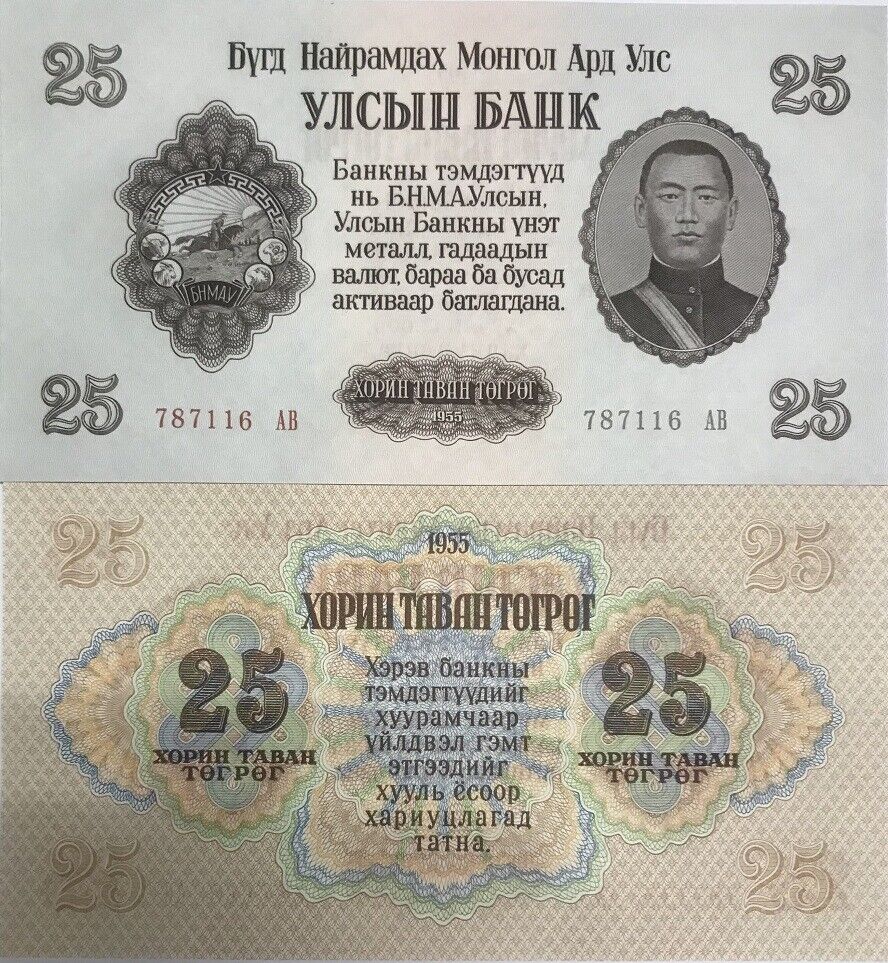 25
Бүгд Найрамдах Монгол Ард Улс
25
УЛСЫН БАНК
Банкны тэмдэгтүүд
нь Б.Н.М.А.Улсын,
Улсын Банкны үнэт
металл, гадаадын
валют, бараа ба бусад
активаар батлагдана.
БНМАУ
25
787116 АВ
ХОРИН ТАВАН ТӨГРӨГ
1955
787116 АВ
25
25
1955
25
ХОРИН ТАВАН ТӨГРӨГ
25
ХОРИН ТАВАН
ТӨГРӨГ
Хэрэв банкны
тэмдэгтүүдийг
хуурамчаар
үйлдвэл гэмт
этгээдийг
хууль ёсоор
хариуцлагад
татна.
25
ХОРИН ТАВАН
ТӨГРӨГ
25
25